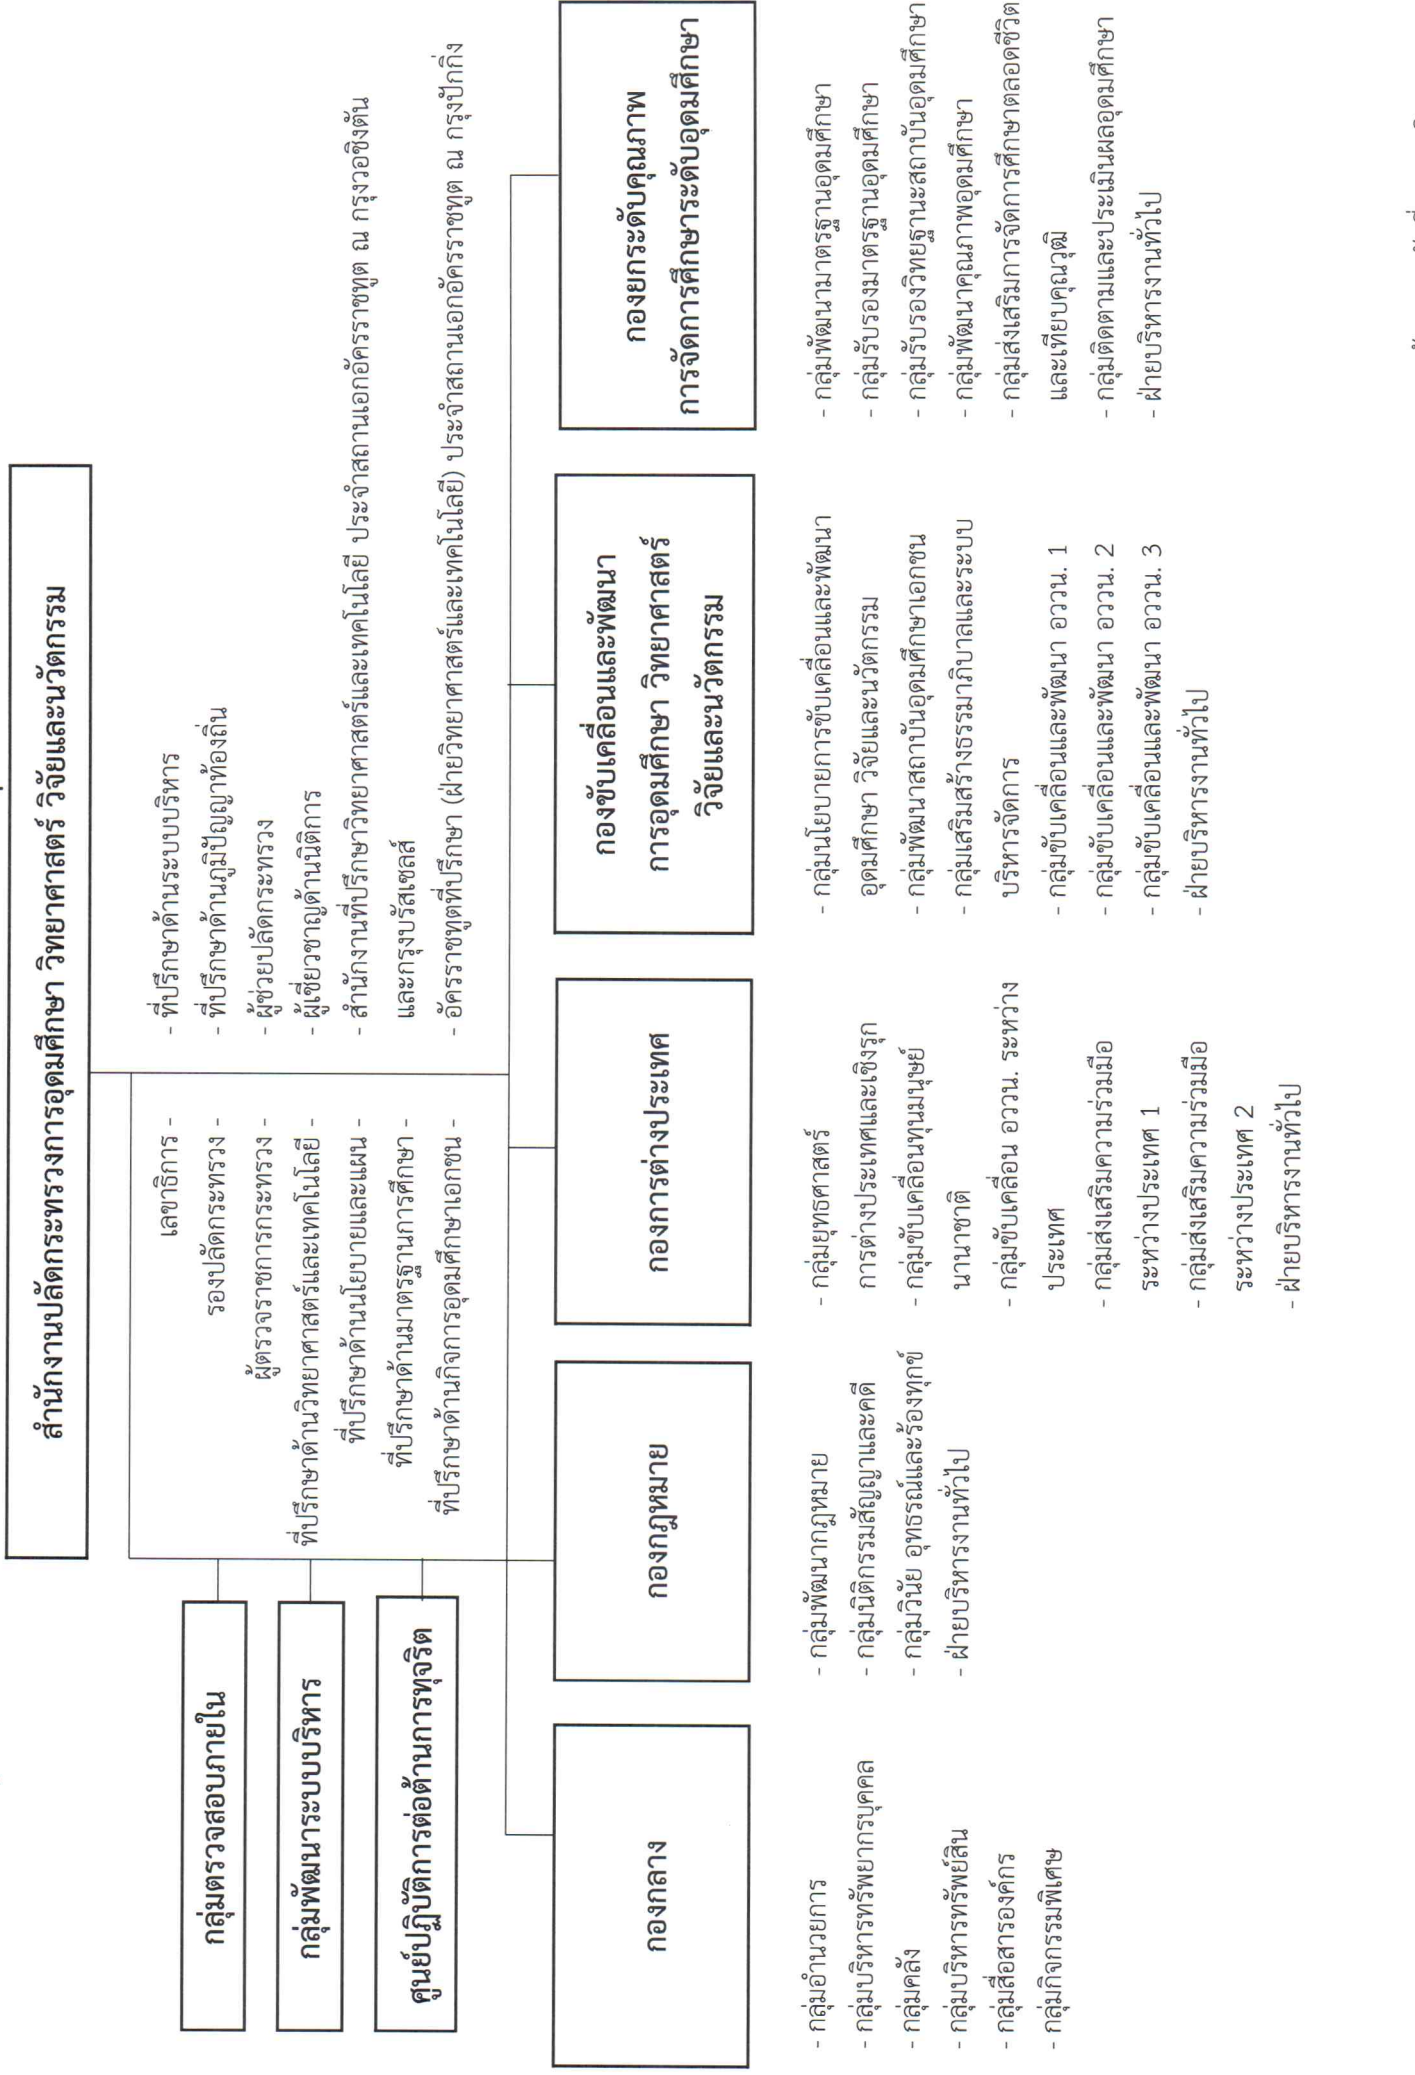 สำนักงานปลัดกระทรวงการอุดมศึกษา วิทยาศาสตร์ วิจัยและนวัตกรรม
เลขาธิการ -
รองปลัดกระทรวง -
ผู้ตรวจราชการกระทรวง -
ที่ปรึกษาด้านวิทยาศาสตร์และเทคโนโลยี -
ที่ปรึกษาด้านนโยบายและแผน -
ที่ปรึกษาด้านมาตรฐานการศึกษา -
ที่ปรึกษาด้านกิจการอุดมศึกษาเอกชน -
- ที่ปรึกษาด้านระบบบริหาร
- ที่ปรึกษาด้านภูมิปัญญาท้องถิ่น
- ผู้ช่วยปลัดกระทรวง
- ผู้เชี่ยวชาญด้านนิติการ
- สำนักงานที่ปรึกษาวิทยาศาสตร์และเทคโนโลยี ประจำสถานเอกอัครราชทูต ณ กรุงวอชิงตัน
และกรุงบรัสเซลส์
- อัครราชทูตที่ปรึกษา (ฝ่ายวิทยาศาสตร์และเทคโนโลยี) ประจำสถานเอกอัครราชทูต ณ กรุงปักกิ่ง
กลุ่มตรวจสอบภายใน
กลุ่มพัฒนาระบบบริหาร
ศูนย์ปฏิบัติการต่อต้านการทุจริต
กองกลาง
- กลุ่มอำนวยการ
- กลุ่มบริหารทรัพยากรบุคคล
- กลุ่มคลัง
- กลุ่มบริหารทรัพย์สิน
- กลุ่มสื่อสารองค์กร
- กลุ่มกิจกรรมพิเศษ
กองกฎหมาย
- กลุ่มพัฒนากฎหมาย
- กลุ่มนิติกรรมสัญญาและคดี
- กลุ่มวินัย อุทธรณ์และร้องทุกข์
- ฝ่ายบริหารงานทั่วไป
กองการต่างประเทศ
- กลุ่มยุทธศาสตร์
การต่างประเทศและเชิงรุก
- กลุ่มขับเคลื่อนทุนมนุษย์
นานาชาติ
- กลุ่มขับเคลื่อน อววน. ระหว่าง
ประเทศ
- กลุ่มส่งเสริมความร่วมมือ
ระหว่างประเทศ 1
- กลุ่มส่งเสริมความร่วมมือ
ระหว่างประเทศ 2
- ฝ่ายบริหารงานทั่วไป
กองขับเคลื่อนและพัฒนา
การอุดมศึกษา วิทยาศาสตร์
วิจัยและนวัตกรรม
- กลุ่มนโยบายการขับเคลื่อนและพัฒนา
อุดมศึกษา วิจัยและนวัตกรรม
- กลุ่มพัฒนาสถาบันอุดมศึกษาเอกชน
- กลุ่มเสริมสร้างธรรมาภิบาลและระบบ
บริหารจัดการ
- กลุ่มขับเคลื่อนและพัฒนา อววน. 1
- กลุ่มขับเคลื่อนและพัฒนา อววน. 2
- กลุ่มขับเคลื่อนและพัฒนา อววน. 3
- ฝ่ายบริหารงานทั่วไป
กองยกระดับคุณภาพ
การจัดการศึกษาระดับอุดมศึกษา
- กลุ่มพัฒนามาตรฐานอุดมศึกษา
- กลุ่มรับรองมาตรฐานอุดมศึกษา
- กลุ่มรับรองวิทยฐานะสถาบันอุดมศึกษา
- กลุ่มพัฒนาคุณภาพอุดมศึกษา
- กลุ่มส่งเสริมการจัดการศึกษาตลอดชีวิต
และเทียบคุณวุฒิ
- กลุ่มติดตามและประเมินผลอุดมศึกษา
- ฝ่ายบริหารงานทั่วไป